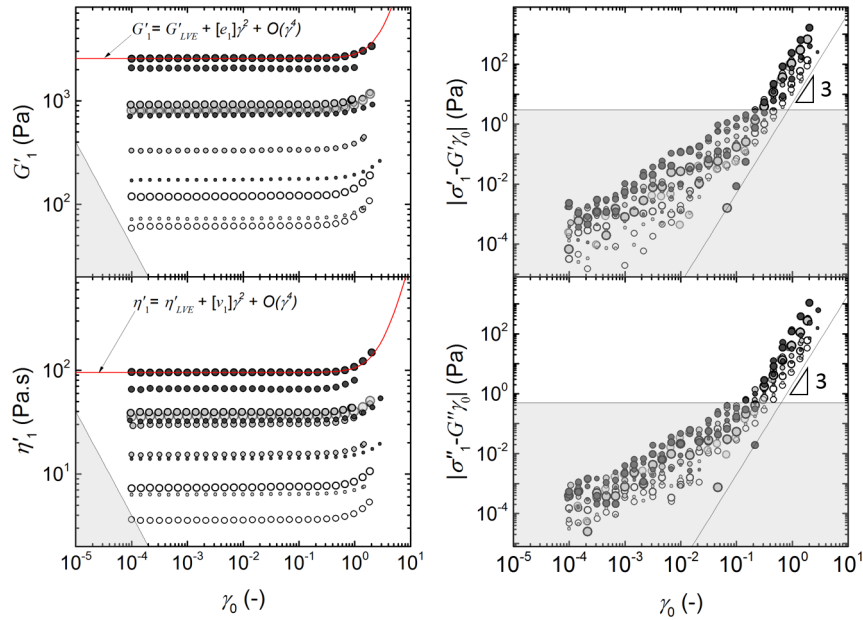 G′₁= G′LVE + [e₁]γ² + O(γ⁴)
10³
10²
G′₁ (Pa)
|σ′₁-G′γ₀| (Pa)
10²
10⁰
10⁻²
10⁻⁴
3
η′₁= η′LVE + [v₁]γ² + O(γ⁴)
10²
10¹
η′₁ (Pa.s)
10⁻⁵ 10⁻⁴ 10⁻³ 10⁻² 10⁻¹ 10⁰ 10¹
γ₀ (-)
|σ″₁-G″γ₀| (Pa)
10²
10⁰
10⁻²
10⁻⁴
3
10⁻⁵ 10⁻⁴ 10⁻³ 10⁻² 10⁻¹ 10⁰ 10¹
γ₀ (-)